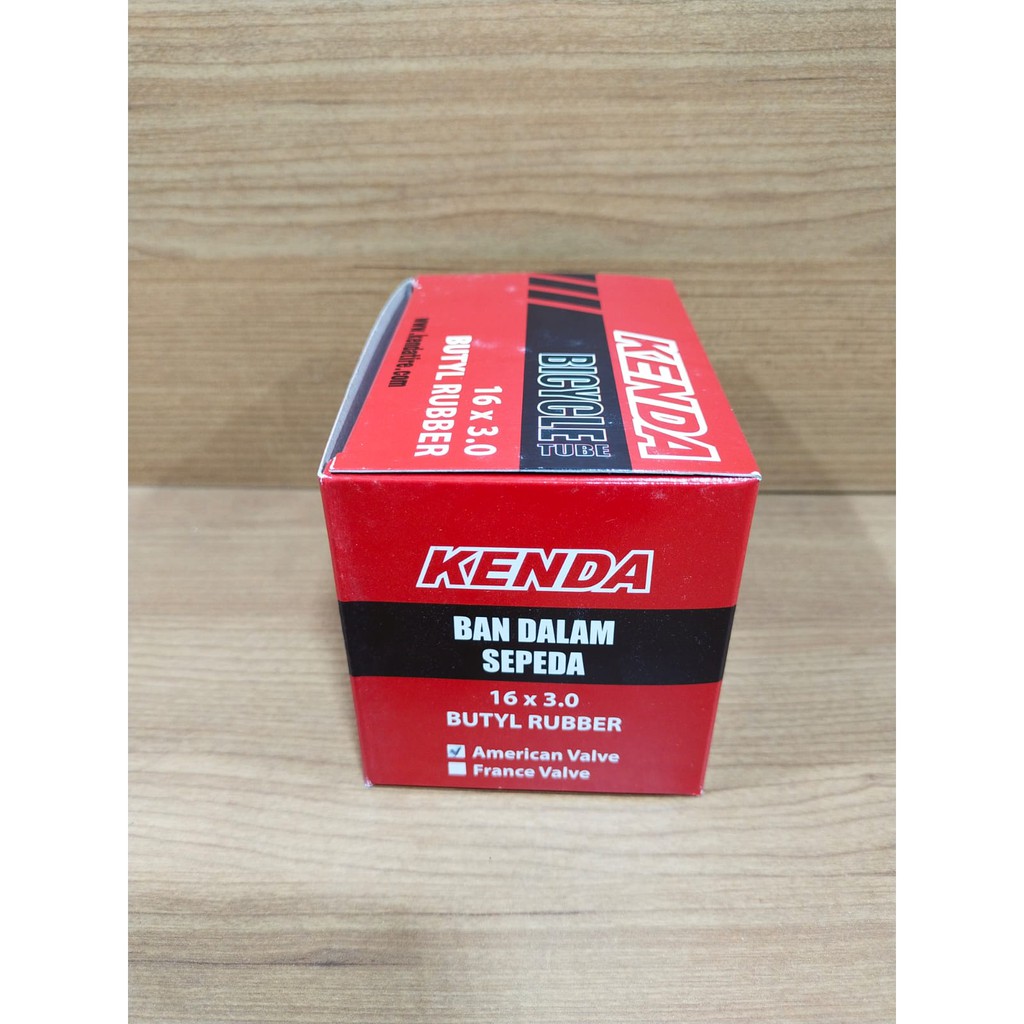 KENDA
BICYCLE
TUBE
16 x 3.0
BUTYL RUBBER
www.kendatire.com
KENDA
BAN DALAM
SEPEDA
16 x 3.0
BUTYL RUBBER
American Valve
France Valve